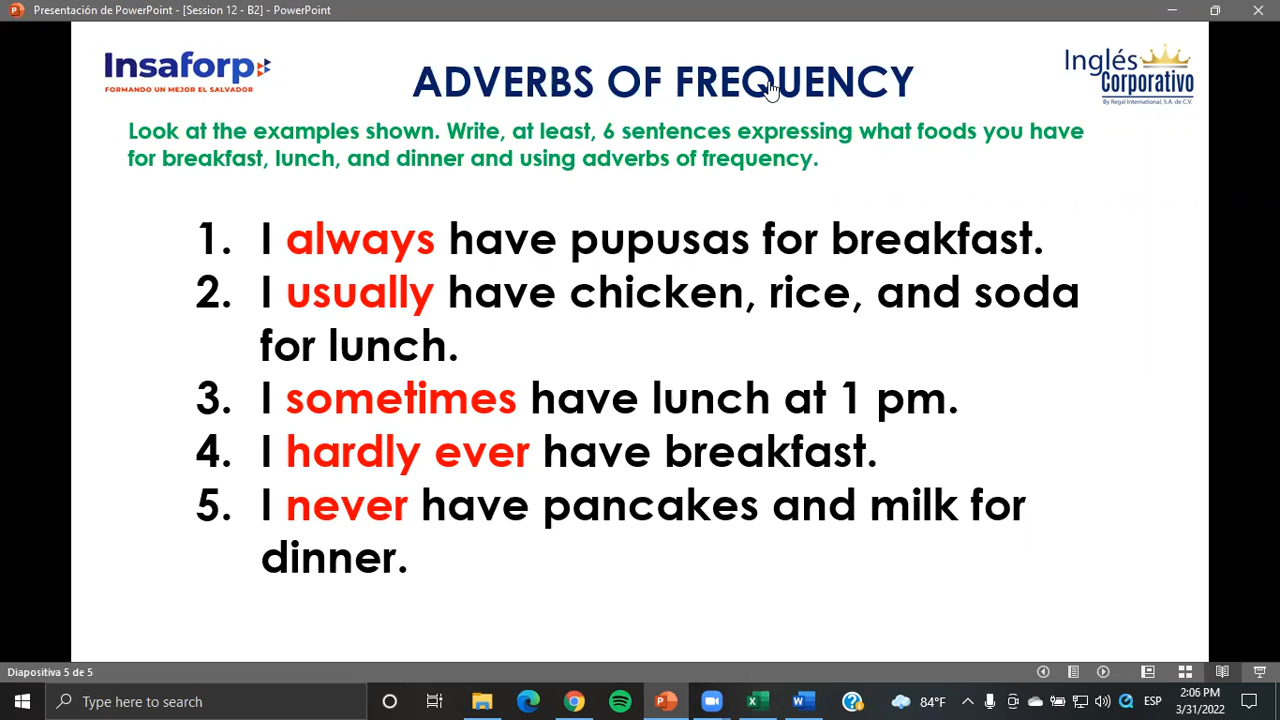 Presentación de PowerPoint - [Session 12 - B2] - PowerPoint
Insaforp
FORMANDO UN MEJOR EL SALVADOR
ADVERBS OF FREQUENCY
Inglés
Corporativo
By Regal International, S.A. de C.V.
Look at the examples shown. Write, at least, 6 sentences expressing what foods you have
for breakfast, lunch, and dinner and using adverbs of frequency.
1. I always have pupusas for breakfast.
2. I usually have chicken, rice, and soda
for lunch.
3. I sometimes have lunch at 1 pm.
4. I hardly ever have breakfast.
5. I never have pancakes and milk for
dinner.
Diapositiva 5 de 5
Type here to search
84°F
ESP
2:06 PM
3/31/2022